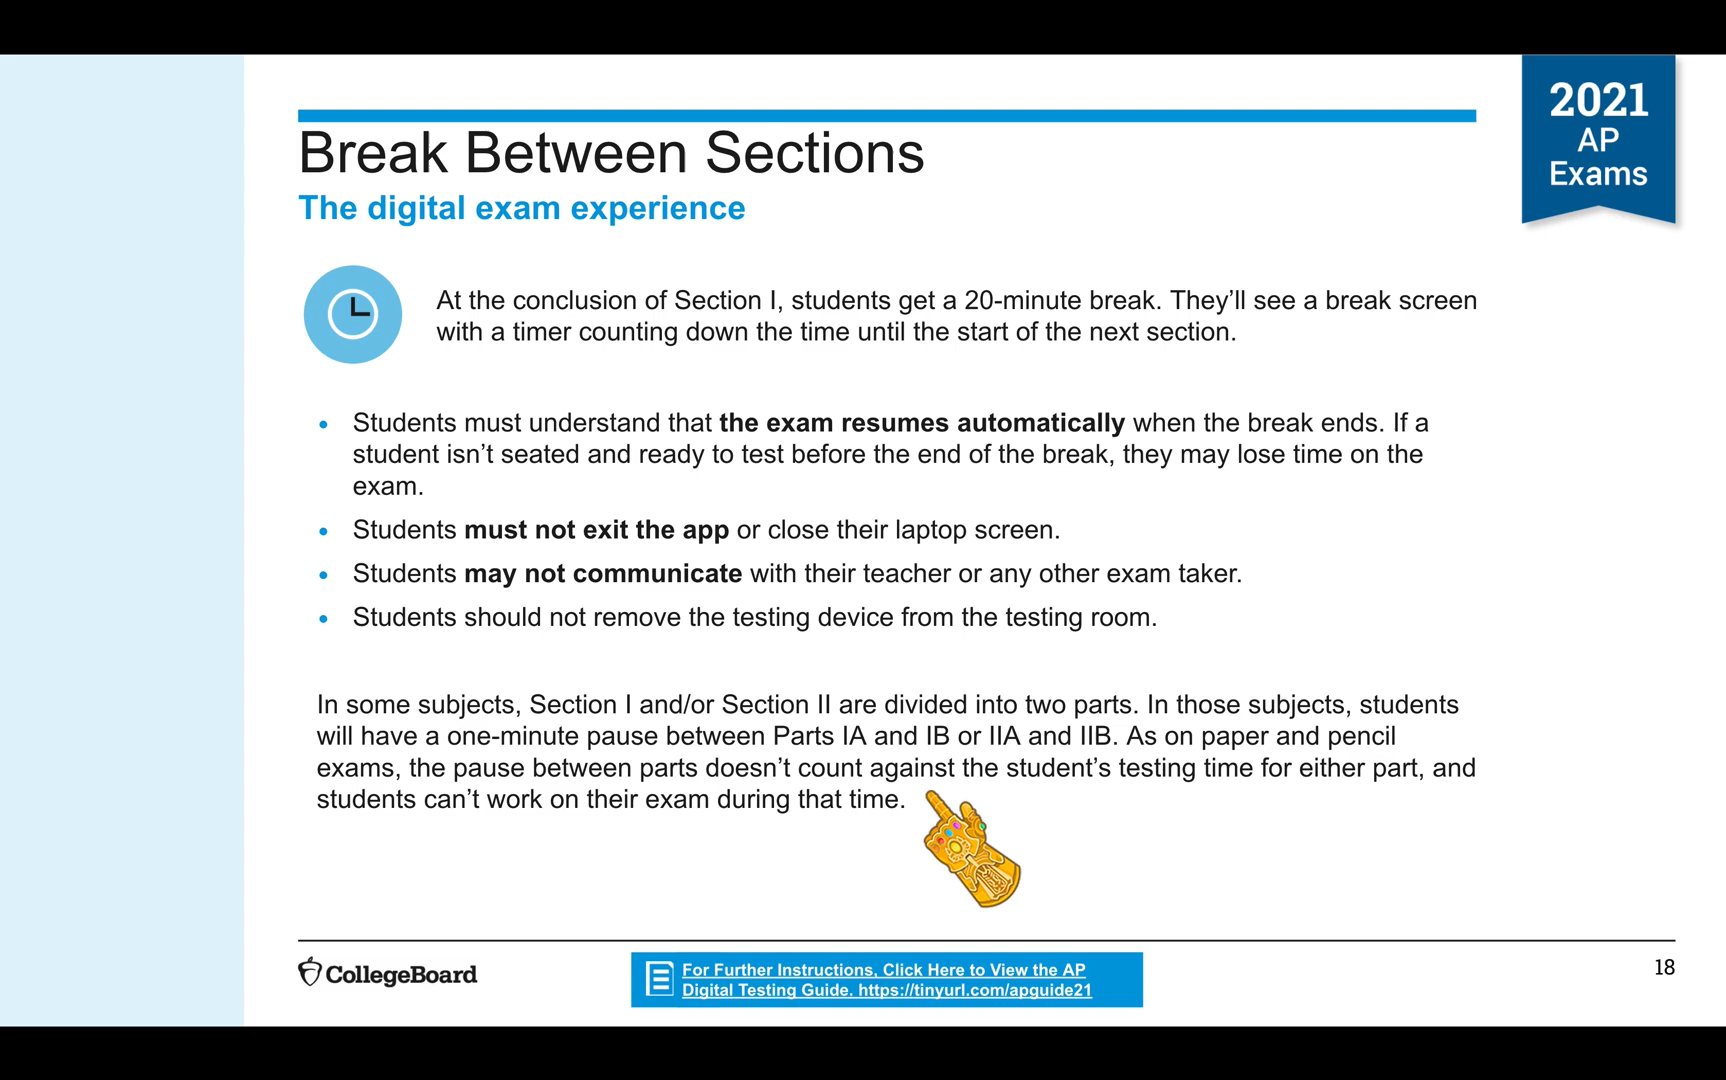 2021
AP
Exams
Break Between Sections
The digital exam experience
At the conclusion of Section I, students get a 20-minute break. They’ll see a break screen
with a timer counting down the time until the start of the next section.
• Students must understand that the exam resumes automatically when the break ends. If a
student isn’t seated and ready to test before the end of the break, they may lose time on the
exam.
• Students must not exit the app or close their laptop screen.
• Students may not communicate with their teacher or any other exam taker.
• Students should not remove the testing device from the testing room.
In some subjects, Section I and/or Section II are divided into two parts. In those subjects, students
will have a one-minute pause between Parts IA and IB or IIA and IIB. As on paper and pencil
exams, the pause between parts doesn’t count against the student’s testing time for either part, and
students can’t work on their exam during that time.
CollegeBoard
For Further Instructions, Click Here to View the AP
Digital Testing Guide. https://tinyurl.com/apguide21
18